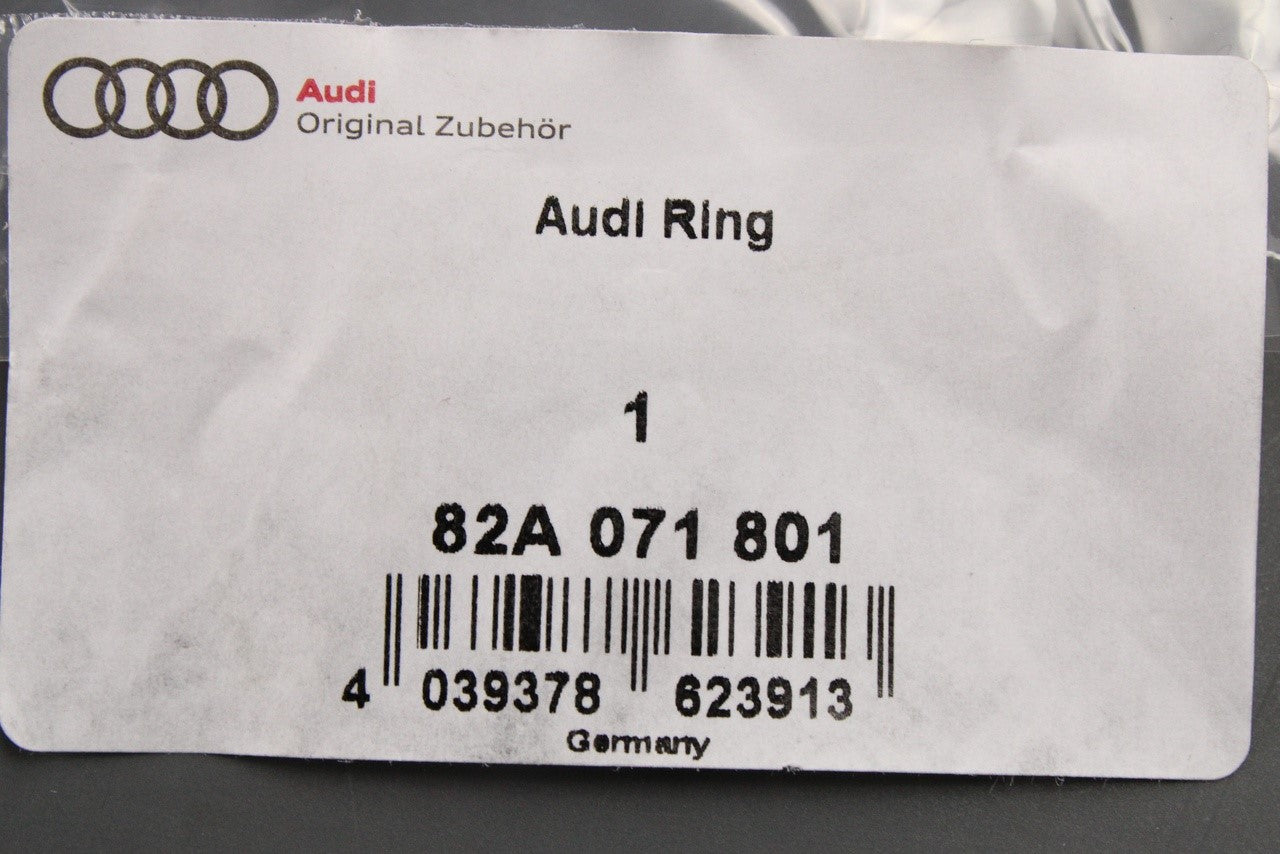 Audi
Original Zubehör
Audi Ring
1
82A 071 801
4 039378 623913
Germany